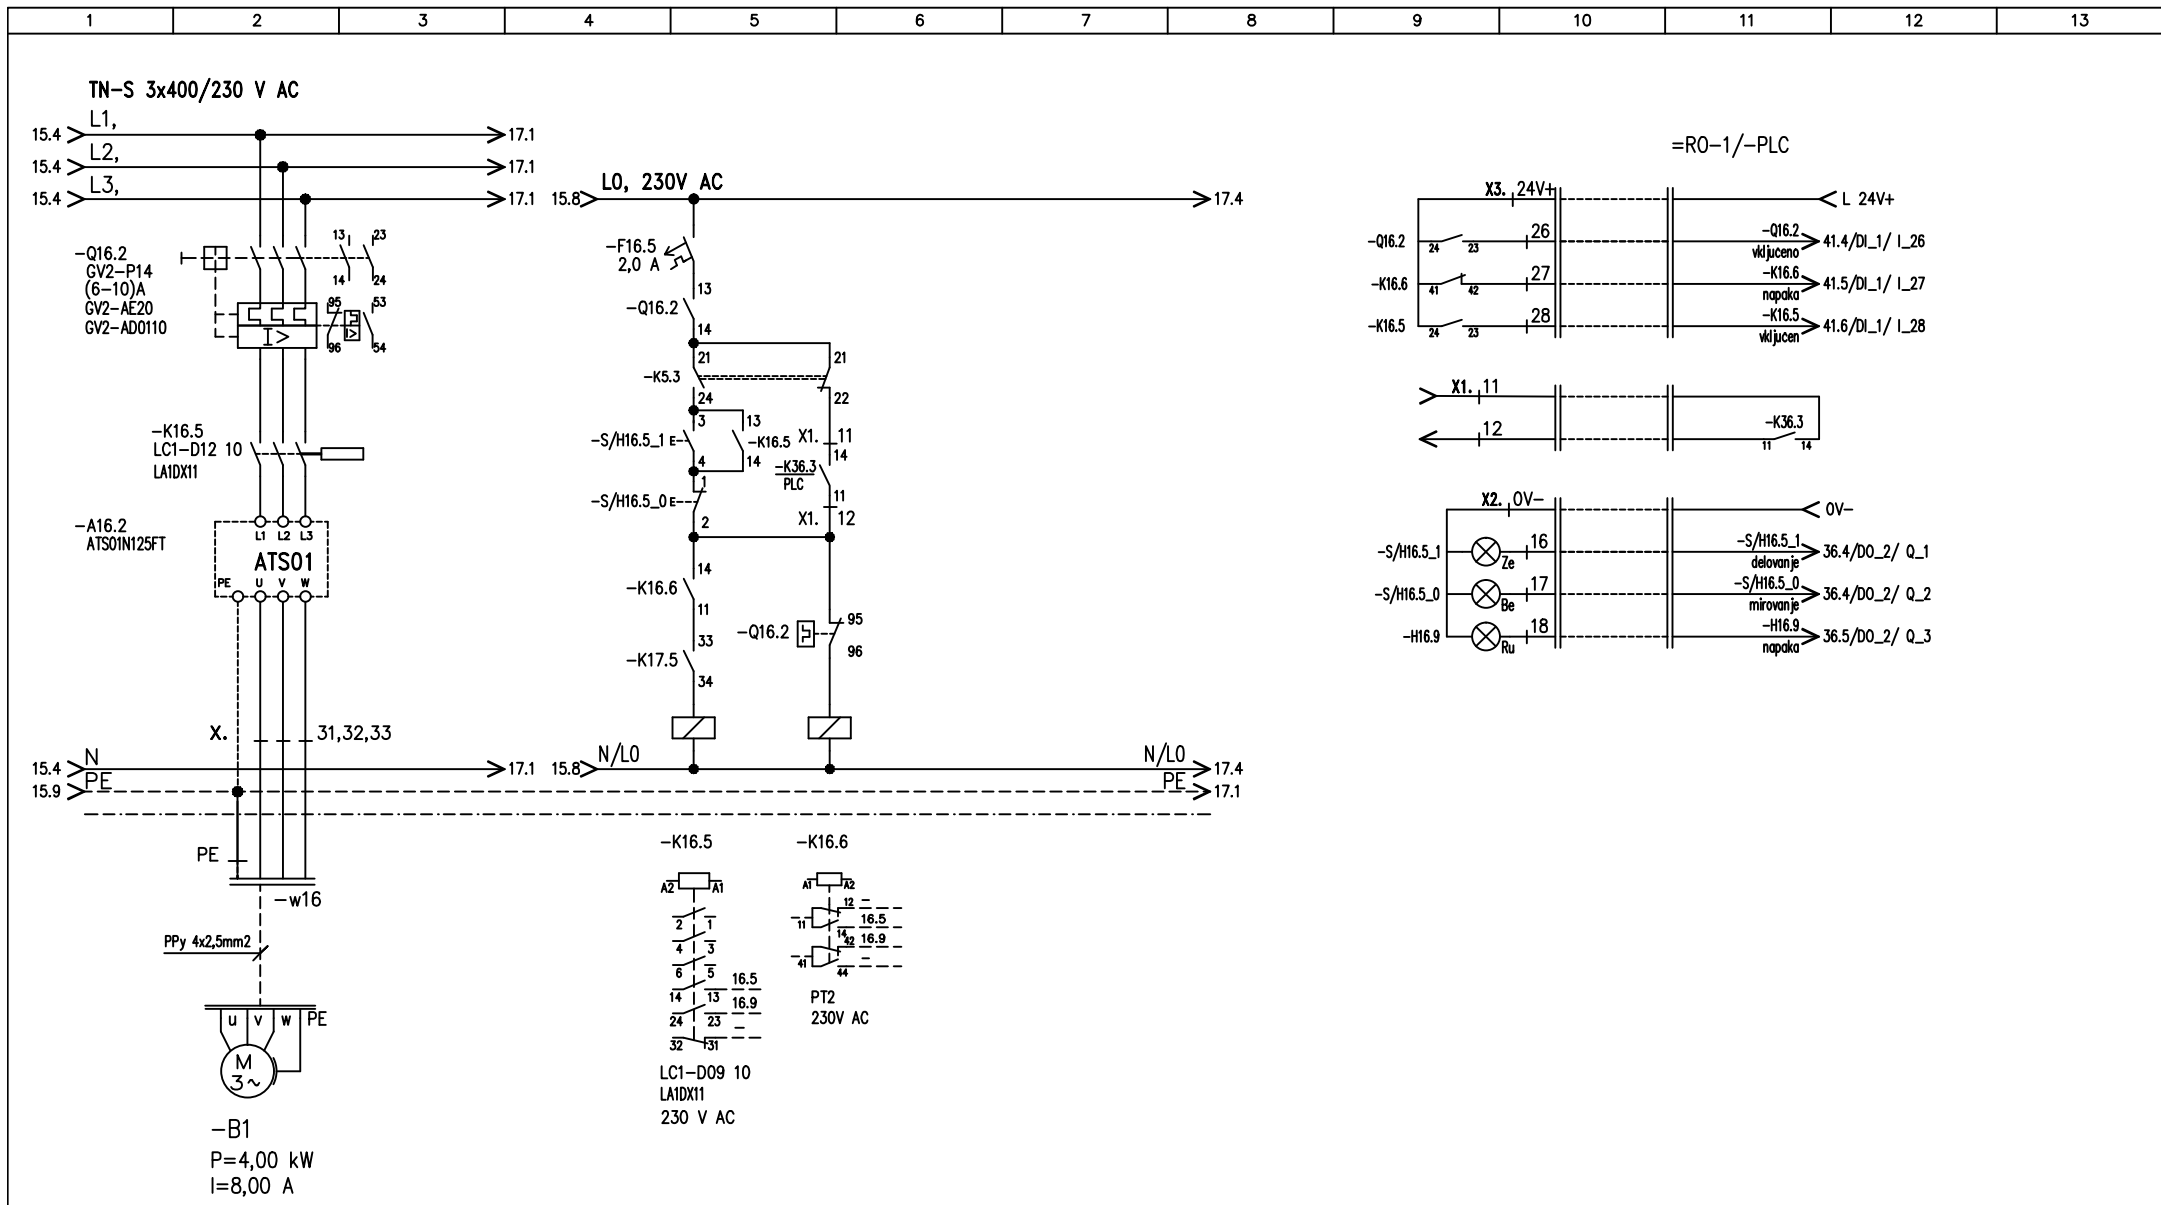 1 2 3 4 5 6 7 8 9 10 11 12 13
TN-S 3x400/230 V AC
15.4 L1, 17.1
15.4 L2, 17.1
15.4 L3, 17.1
-Q16.2
GV2-P14
(6-10)A
GV2-AE20
GV2-AD0110
13 23
14 24
95 53
I>
I>
96 54
-K16.5
LC1-D12 10
LA1DX11
-A16.2
ATS01N125FT
L1 L2 L3
ATS01
PE U V W
X. 31,32,33
15.4 N 17.1
15.9 PE
PE
-w16
PPy 4x2,5mm2
u v w PE
M
3~
-B1
P=4,00 kW
I=8,00 A
15.8 L0, 230V AC 17.4
-F16.5
2,0 A
13
-Q16.2
14
21 21
-K5.3
24 22
3 13
-S/H16.5_1 E -K16.5
4 14
X1. 11
14
-K36.3
PLC
11
X1. 12
1
-S/H16.5_0 E
2
14
-K16.6
11
33
-K17.5
34
95
-Q16.2
96
15.8 N/L0 N/L0 17.4
PE 17.1
-K16.5
A2 A1
2 1
4 3
6 5
14 13 16.5
24 23 16.9
32 31 -
LC1-D09 10
LA1DX11
230 V AC
-K16.6
A1 A2
12 -
11 16.5
14
42 16.9
41 -
44
PT2
230V AC
=RO-1/-PLC
X3. 24V+ L 24V+
-Q16.2 24 23 26 -Q16.2 41.4/DI_1/ I_26
vkljuceno
-K16.6 41 42 27 -K16.6 41.5/DI_1/ I_27
napaka
-K16.5 24 23 28 -K16.5 41.6/DI_1/ I_28
vkljucen
X1. 11
12 -K36.3
11 14
X2. 0V- 0V-
-S/H16.5_1 Ze 16 -S/H16.5_1 36.4/DO_2/ Q_1
delovanje
-S/H16.5_0 Be 17 -S/H16.5_0 36.4/DO_2/ Q_2
mirovanje
-H16.9 Ru 18 -H16.9 36.5/DO_2/ Q_3
napaka